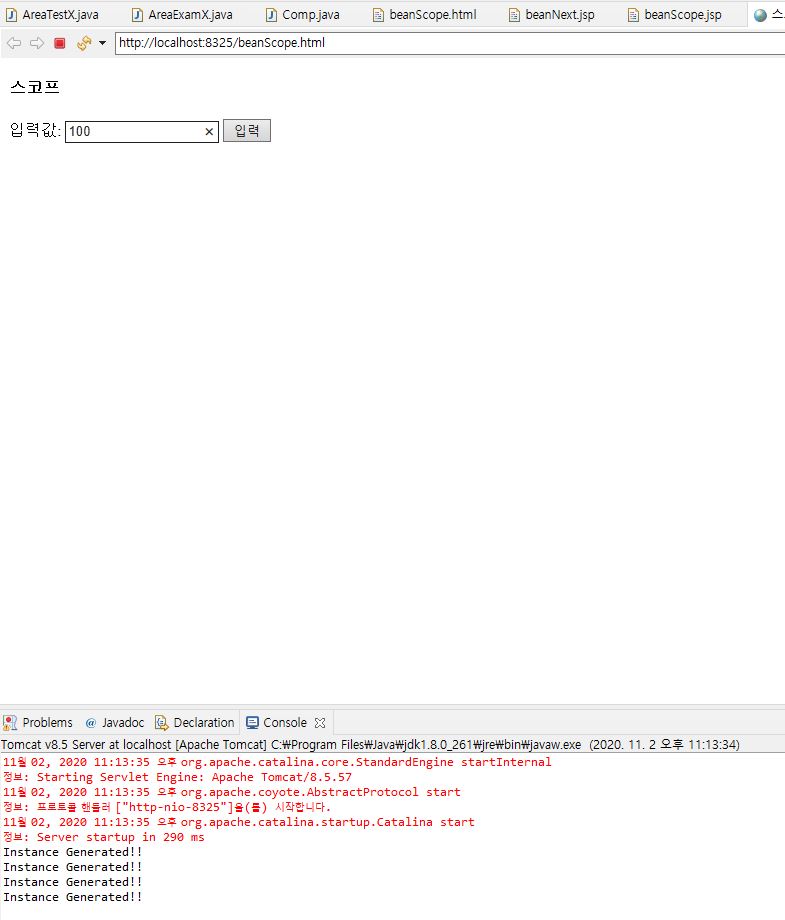 AreaTestX.java AreaExamX.java Comp.java beanScope.html beanNext.jsp beanScope.jsp
http://localhost:8325/beanScope.html
스코프
입력값: 100 × 입력
Problems @ Javadoc Declaration Console
Tomcat v8.5 Server at localhost [Apache Tomcat] C:₩Program Files₩Java₩jdk1.8.0_261₩jre₩bin₩javaw.exe (2020. 11. 2 오후 11:13:34)
11월 02, 2020 11:13:35 오후 org.apache.catalina.core.StandardEngine startInternal
정보: Starting Servlet Engine: Apache Tomcat/8.5.57
11월 02, 2020 11:13:35 오후 org.apache.coyote.AbstractProtocol start
정보: 프로토콜 핸들러 ["http-nio-8325"]을(를) 시작합니다.
11월 02, 2020 11:13:35 오후 org.apache.catalina.startup.Catalina start
정보: Server startup in 290 ms
Instance Generated!!
Instance Generated!!
Instance Generated!!
Instance Generated!!